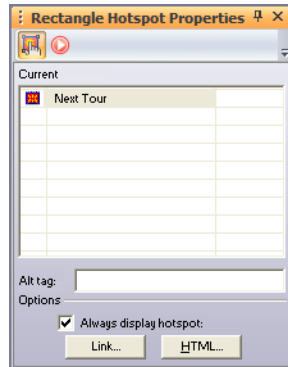 Rectangle Hotspot Properties
Current
Next Tour
Alt tag:
Options
Always display hotspot:
Link... HTML...